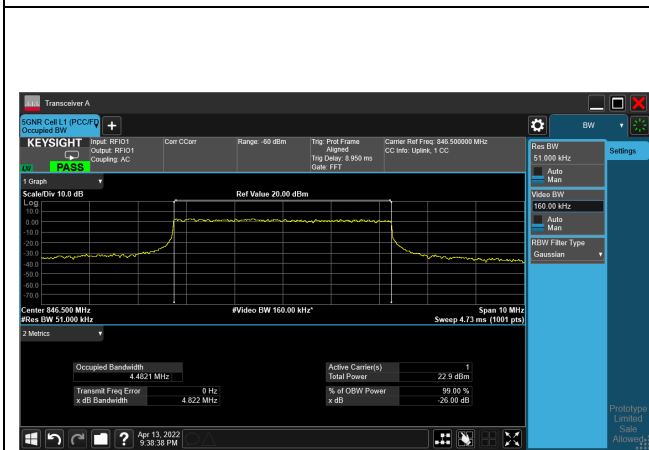 Transceiver A
5GNR Cell L1 (PCC/FD
Occupied BW
BW
KEYSIGHT
Input: RFIO1
Output: RFIO1
Coupling: AC
Corr CCorr
Range: -60 dBm
Trig: Prot Frame
Aligned
Trig Delay: 8.950 ms
Gate: FFT
Carrier Ref Freq: 846.500000 MHz
CC Info: Uplink, 1 CC
PASS
Res BW
51.000 kHz
Auto
Man
Video BW
160.00 kHz
Auto
Man
RBW Filter Type
Gaussian
Settings
1 Graph
Scale/Div 10.0 dB
Ref Value 20.00 dBm
Log
10.0
0.00
-10.0
-20.0
-30.0
-40.0
-50.0
-60.0
-70.0
Center 846.500 MHz
#Video BW 160.00 kHz*
Span 10 MHz
#Res BW 51.000 kHz
Sweep 4.73 ms (1001 pts)
2 Metrics
Occupied Bandwidth
4.4821 MHz
Active Carrier(s) 1
Total Power 22.9 dBm
Transmit Freq Error 0 Hz
x dB Bandwidth 4.822 MHz
% of OBW Power 99.00 %
x dB -26.00 dB
Apr 13, 2022
9:38:38 PM
Prototype
Limited
Sale
Allowed